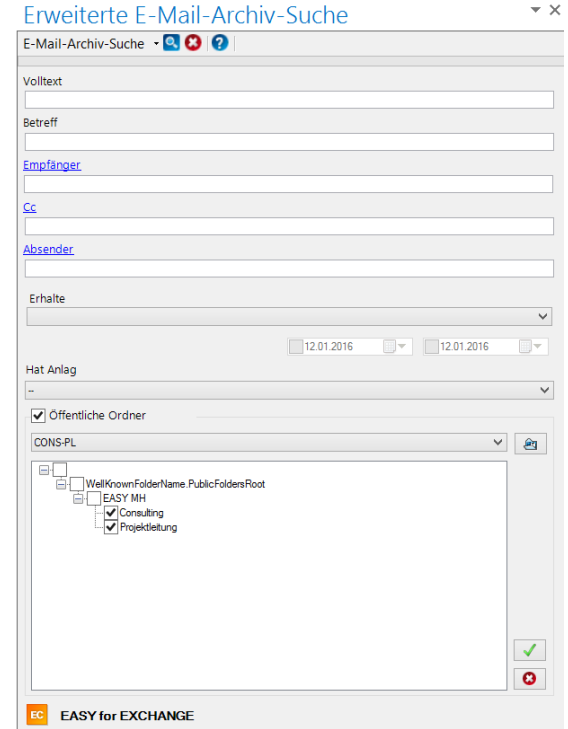 Erweiterte E-Mail-Archiv-Suche
E-Mail-Archiv-Suche
Volltext
Betreff
Empfänger
Cc
Absender
Erhalte
12.01.2016 12.01.2016
Hat Anlag
--
Öffentliche Ordner
CONS-PL
WellKnownFolderName.PublicFoldersRoot
EASY MH
Consulting
Projektleitung
EC EASY for EXCHANGE